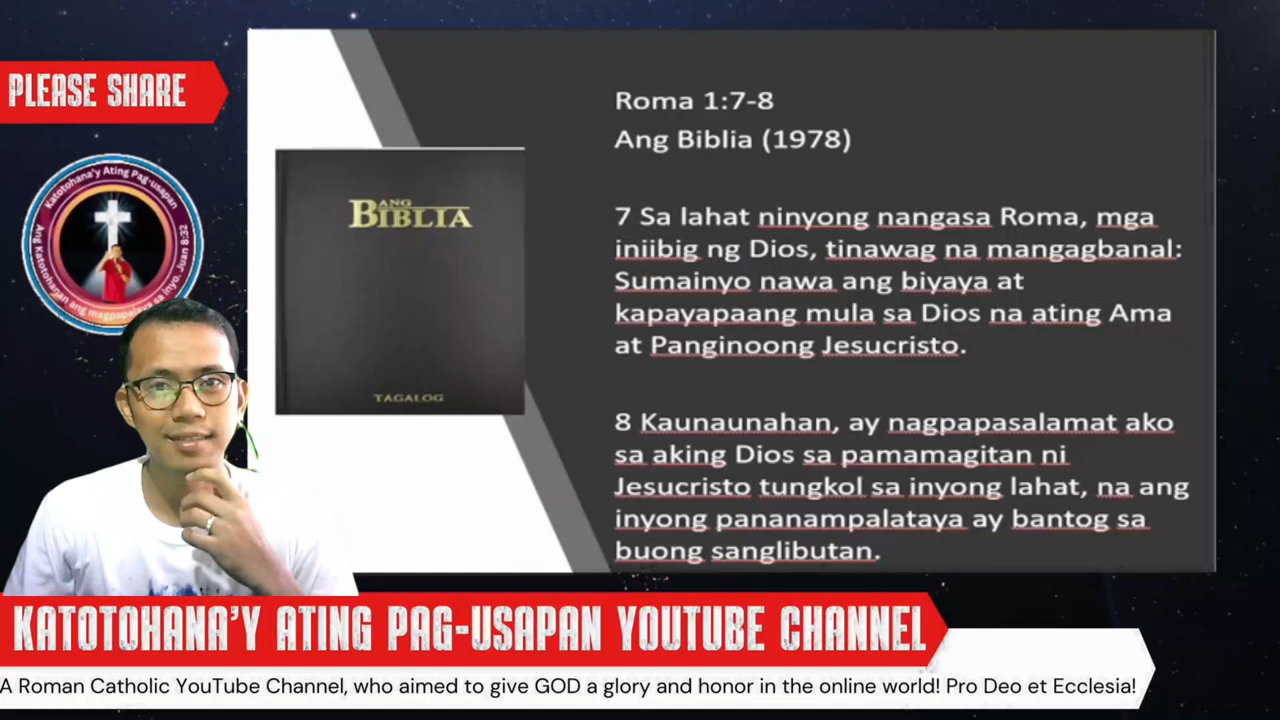 PLEASE SHARE
Katotohana'y Ating Pag-usapan
Ang Katotohanan ang magpapalaya sa inyo. Juan 8:32
ANG
BIBLIA
TAGALOG
Roma 1:7-8
Ang Biblia (1978)
7 Sa lahat ninyong nangasa Roma, mga
iniibig ng Dios, tinawag na mangagbanal:
Sumainyo nawa ang biyaya at
kapayapaang mula sa Dios na ating Ama
at Panginoong Jesucristo.
8 Kaunaunahan, ay nagpapasalamat ako
sa aking Dios sa pamamagitan ni
Jesucristo tungkol sa inyong lahat, na ang
inyong pananampalataya ay bantog sa
buong sanglibutan.
KATOTOHANA'Y ATING PAG-USAPAN YOUTUBE CHANNEL
A Roman Catholic YouTube Channel, who aimed to give GOD a glory and honor in the online world! Pro Deo et Ecclesia!